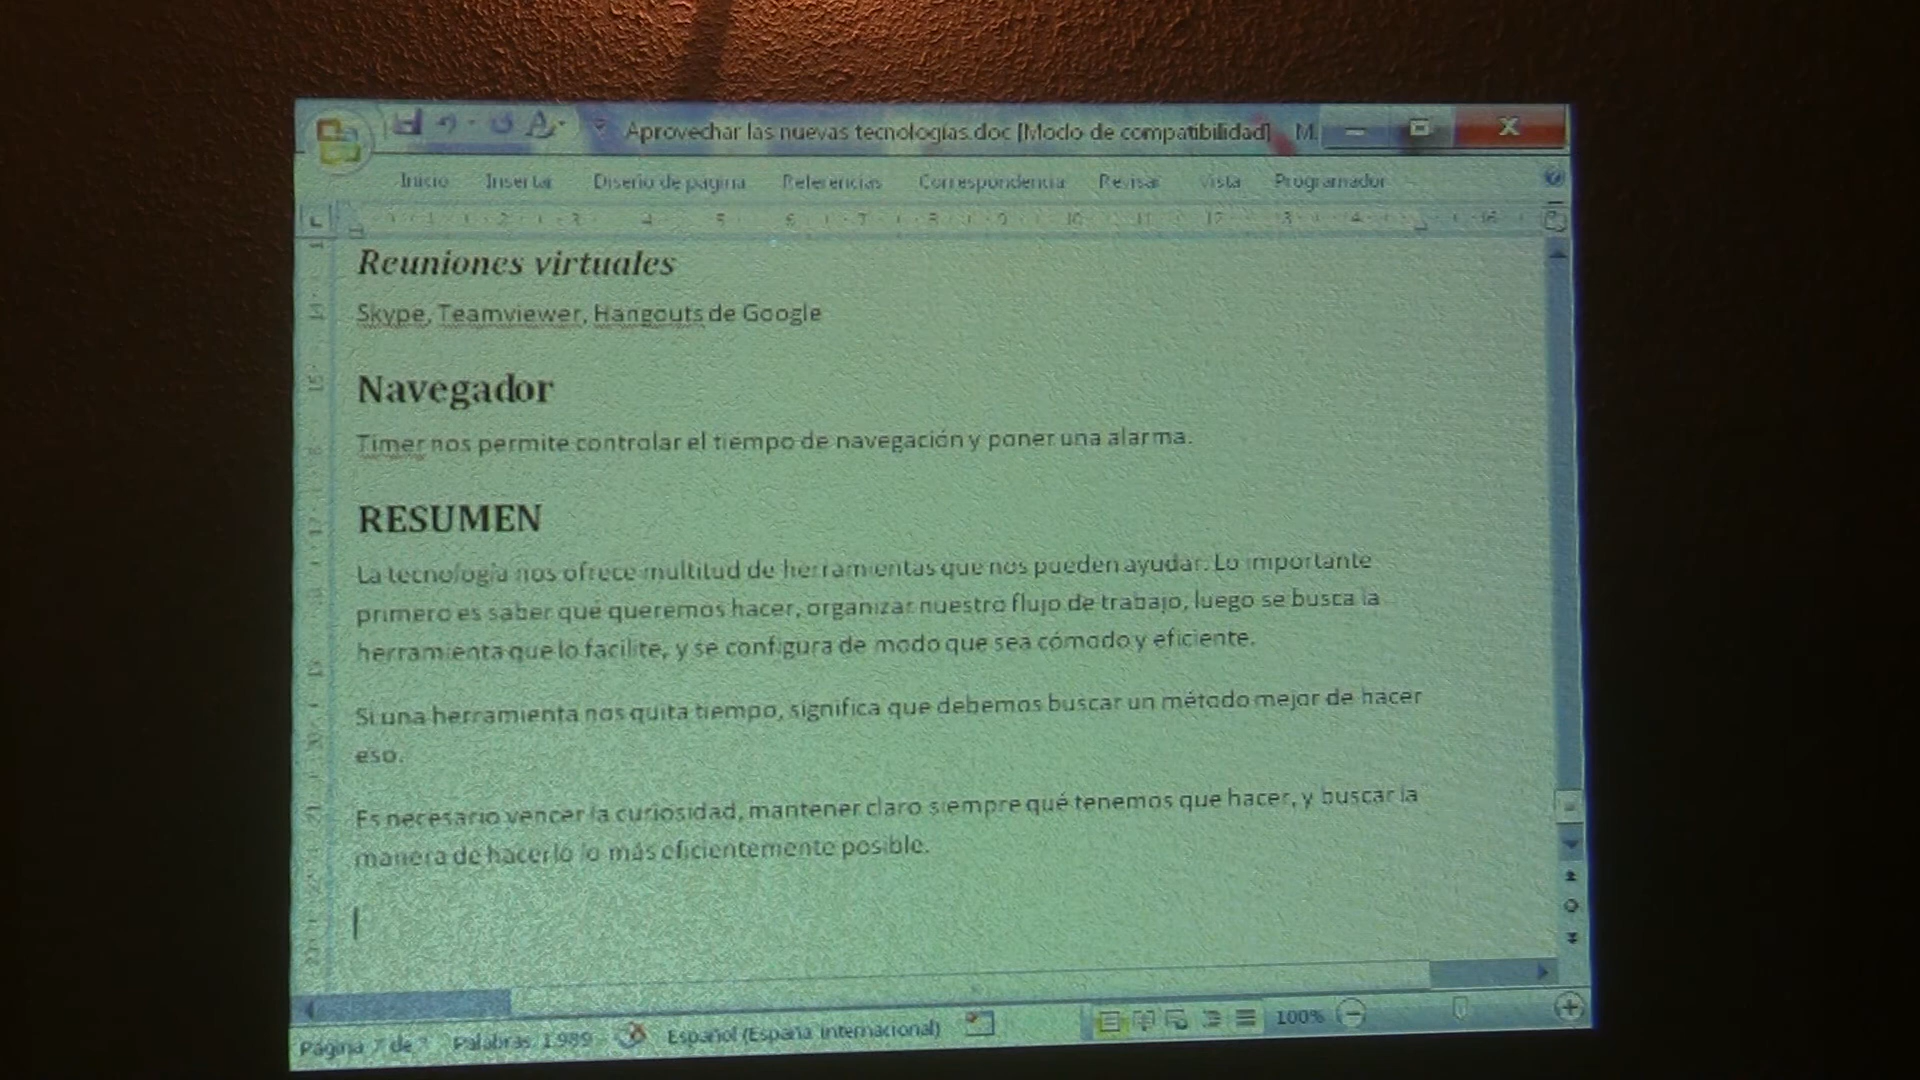 Aprovechar las nuevas tecnologías.doc [Modo de compatibilidad] M.
Inicio Insertar Diseño de página Referencias Correspondencia Revisar Vista Programador
Reuniones virtuales
Skype, Teamviewer, Hangouts de Google
Navegador
Timer nos permite controlar el tiempo de navegación y poner una alarma.
RESUMEN
La tecnología nos ofrece multitud de herramientas que nos pueden ayudar. Lo importante
primero es saber qué queremos hacer, organizar nuestro flujo de trabajo, luego se busca la
herramienta que lo facilite, y se configura de modo que sea cómodo y eficiente.
Si una herramienta nos quita tiempo, significa que debemos buscar un método mejor de hacer
eso.
Es necesario vencer la curiosidad, mantener claro siempre qué tenemos que hacer, y buscar la
manera de hacerlo lo más eficientemente posible.
Página 7 de Palabras: 1.989 Español (España internacional) 100%